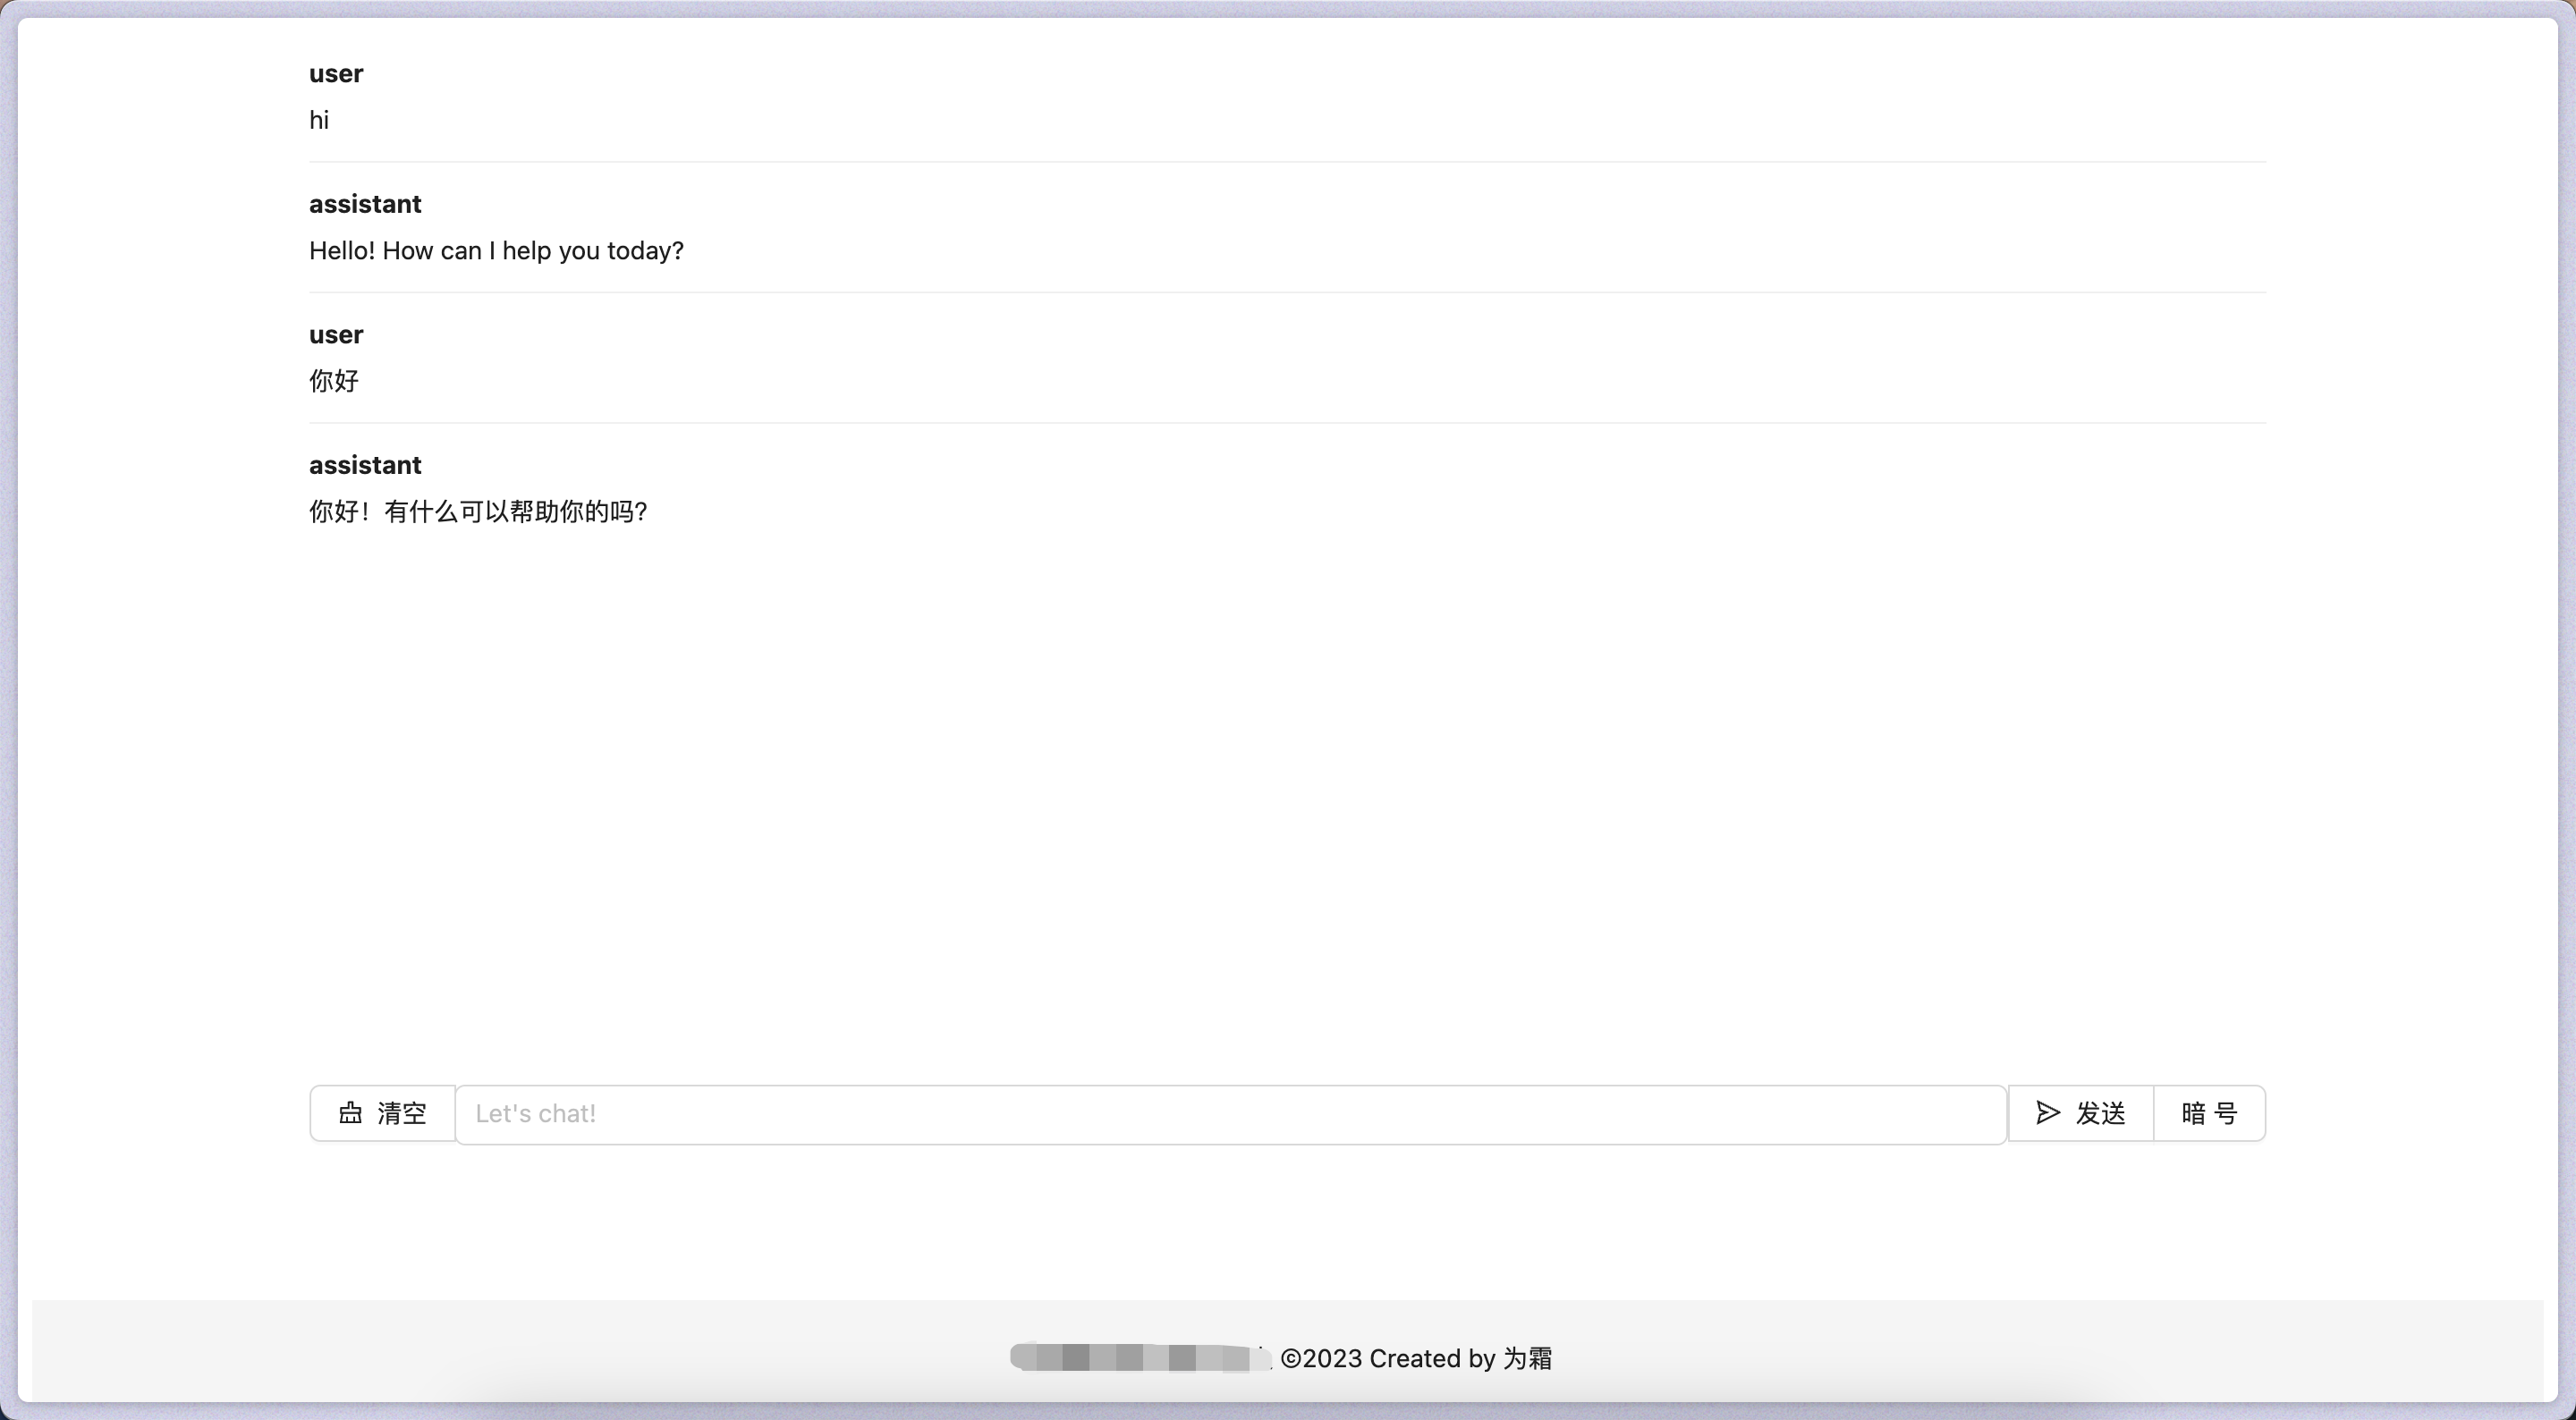 user
hi
assistant
Hello! How can I help you today?
user
你好
assistant
你好！有什么可以帮助你的吗？
清空 Let's chat! 发送 暗号
©2023 Created by 为霜